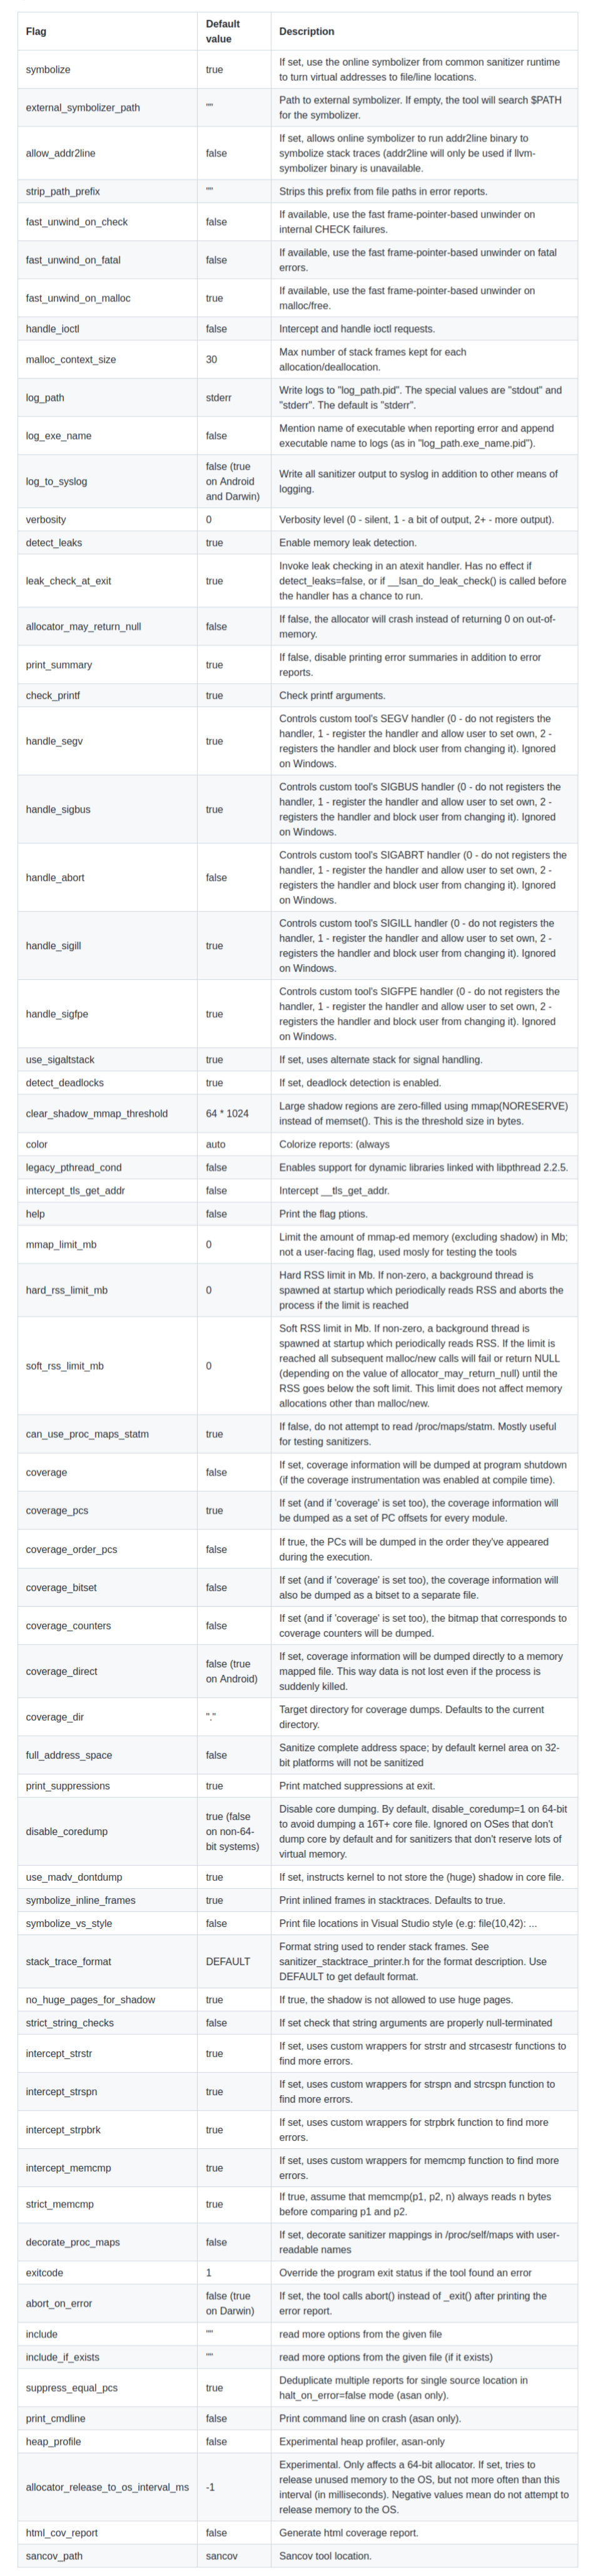 Flag Default value Description
symbolize true If set, use the online symbolizer from common sanitizer runtime
to turn virtual addresses to file/line locations.
external_symbolizer_path "" Path to external symbolizer. If empty, the tool will search $PATH
for the symbolizer.
allow_addr2line false If set, allows online symbolizer to run addr2line binary to
symbolize stack traces (addr2line will only be used if llvm-
symbolizer binary is unavailable.
strip_path_prefix "" Strips this prefix from file paths in error reports.
fast_unwind_on_check false If available, use the fast frame-pointer-based unwinder on
internal CHECK failures.
fast_unwind_on_fatal false If available, use the fast frame-pointer-based unwinder on fatal
errors.
fast_unwind_on_malloc true If available, use the fast frame-pointer-based unwinder on
malloc/free.
handle_ioctl false Intercept and handle ioctl requests.
malloc_context_size 30 Max number of stack frames kept for each
allocation/deallocation.
log_path stderr Write logs to "log_path.pid". The special values are "stdout" and
"stderr". The default is "stderr".
log_exe_name false Mention name of executable when reporting error and append
executable name to logs (as in "log_path.exe_name.pid").
log_to_syslog false (true on Android and Darwin) Write all sanitizer output to syslog in addition to other means of
logging.
verbosity 0 Verbosity level (0 - silent, 1 - a bit of output, 2+ - more output).
detect_leaks true Enable memory leak detection.
leak_check_at_exit true Invoke leak checking in an atexit handler. Has no effect if
detect_leaks=false, or if __lsan_do_leak_check() is called before
the handler has a chance to run.
allocator_may_return_null false If false, the allocator will crash instead of returning 0 on out-of-
memory.
print_summary true If false, disable printing error summaries in addition to error
reports.
check_printf true Check printf arguments.
handle_segv true Controls custom tool's SEGV handler (0 - do not registers the
handler, 1 - register the handler and allow user to set own, 2 -
registers the handler and block user from changing it). Ignored
on Windows.
handle_sigbus true Controls custom tool's SIGBUS handler (0 - do not registers the
handler, 1 - register the handler and allow user to set own, 2 -
registers the handler and block user from changing it). Ignored
on Windows.
handle_abort false Controls custom tool's SIGABRT handler (0 - do not registers the
handler, 1 - register the handler and allow user to set own, 2 -
registers the handler and block user from changing it). Ignored
on Windows.
handle_sigill true Controls custom tool's SIGILL handler (0 - do not registers the
handler, 1 - register the handler and allow user to set own, 2 -
registers the handler and block user from changing it). Ignored
on Windows.
handle_sigfpe true Controls custom tool's SIGFPE handler (0 - do not registers the
handler, 1 - register the handler and allow user to set own, 2 -
registers the handler and block user from changing it). Ignored
on Windows.
use_sigaltstack true If set, uses alternate stack for signal handling.
detect_deadlocks true If set, deadlock detection is enabled.
clear_shadow_mmap_threshold 64 * 1024 Large shadow regions are zero-filled using mmap(NORESERVE)
instead of memset(). This is the threshold size in bytes.
color auto Colorize reports: (always
legacy_pthread_cond false Enables support for dynamic libraries linked with libpthread 2.2.5.
intercept_tls_get_addr false Intercept __tls_get_addr.
help false Print the flag ptions.
mmap_limit_mb 0 Limit the amount of mmap-ed memory (excluding shadow) in Mb;
not a user-facing flag, used mosly for testing the tools
hard_rss_limit_mb 0 Hard RSS limit in Mb. If non-zero, a background thread is
spawned at startup which periodically reads RSS and aborts the
process if the limit is reached
soft_rss_limit_mb 0 Soft RSS limit in Mb. If non-zero, a background thread is
spawned at startup which periodically reads RSS. If the limit is
reached all subsequent malloc/new calls will fail or return NULL
(depending on the value of allocator_may_return_null) until the
RSS goes below the soft limit. This limit does not affect memory
allocations other than malloc/new.
can_use_proc_maps_statm true If false, do not attempt to read /proc/maps/statm. Mostly useful
for testing sanitizers.
coverage false If set, coverage information will be dumped at program shutdown
(if the coverage instrumentation was enabled at compile time).
coverage_pcs true If set (and if 'coverage' is set too), the coverage information will
be dumped as a set of PC offsets for every module.
coverage_order_pcs false If true, the PCs will be dumped in the order they've appeared
during the execution.
coverage_bitset false If set (and if 'coverage' is set too), the coverage information will
also be dumped as a bitset to a separate file.
coverage_counters false If set (and if 'coverage' is set too), the bitmap that corresponds to
coverage counters will be dumped.
coverage_direct false (true on Android) If set, coverage information will be dumped directly to a memory
mapped file. This way data is not lost even if the process is
suddenly killed.
coverage_dir "." Target directory for coverage dumps. Defaults to the current
directory.
full_address_space false Sanitize complete address space; by default kernel area on 32-
bit platforms will not be sanitized
print_suppressions true Print matched suppressions at exit.
disable_coredump true (false on non-64-bit systems) Disable core dumping. By default, disable_coredump=1 on 64-bit
to avoid dumping a 16T+ core file. Ignored on OSes that don't
dump core by default and for sanitizers that don't reserve lots of
virtual memory.
use_madv_dontdump true If set, instructs kernel to not store the (huge) shadow in core file.
symbolize_inline_frames true Print inlined frames in stacktraces. Defaults to true.
symbolize_vs_style false Print file locations in Visual Studio style (e.g: file(10,42): ...
stack_trace_format DEFAULT Format string used to render stack frames. See
sanitizer_stacktrace_printer.h for the format description. Use
DEFAULT to get default format.
no_huge_pages_for_shadow true If true, the shadow is not allowed to use huge pages.
strict_string_checks false If set check that string arguments are properly null-terminated
intercept_strstr true If set, uses custom wrappers for strstr and strcasestr functions to
find more errors.
intercept_strspn true If set, uses custom wrappers for strspn and strcspn function to
find more errors.
intercept_strpbrk true If set, uses custom wrappers for strpbrk function to find more
errors.
intercept_memcmp true If set, uses custom wrappers for memcmp function to find more
errors.
strict_memcmp true If true, assume that memcmp(p1, p2, n) always reads n bytes
before comparing p1 and p2.
decorate_proc_maps false If set, decorate sanitizer mappings in /proc/self/maps with user-
readable names
exitcode 1 Override the program exit status if the tool found an error
abort_on_error false (true on Darwin) If set, the tool calls abort() instead of _exit() after printing the
error report.
include "" read more options from the given file
include_if_exists "" read more options from the given file (if it exists)
suppress_equal_pcs true Deduplicate multiple reports for single source location in
halt_on_error=false mode (asan only).
print_cmdline false Print command line on crash (asan only).
heap_profile false Experimental heap profiler, asan-only
allocator_release_to_os_interval_ms -1 Experimental. Only affects a 64-bit allocator. If set, tries to
release unused memory to the OS, but not more often than this
interval (in milliseconds). Negative values mean do not attempt to
release memory to the OS.
html_cov_report false Generate html coverage report.
sancov_path sancov Sancov tool location.